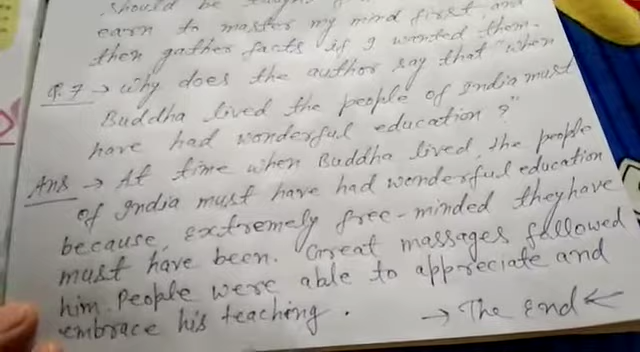 should be
earn to master my mind first, and
then gather facts if I wanted them.
Q.7 → Why does the author say that "when
Buddha lived the people of India must
have had wonderful education ?"
Ans → At time when Buddha lived, the people
of India must have had wonderful education
because, extremely free-minded they have
must have been. Great massages followed
him. People were able to appreciate and
embrace his teaching.
→ The End ←